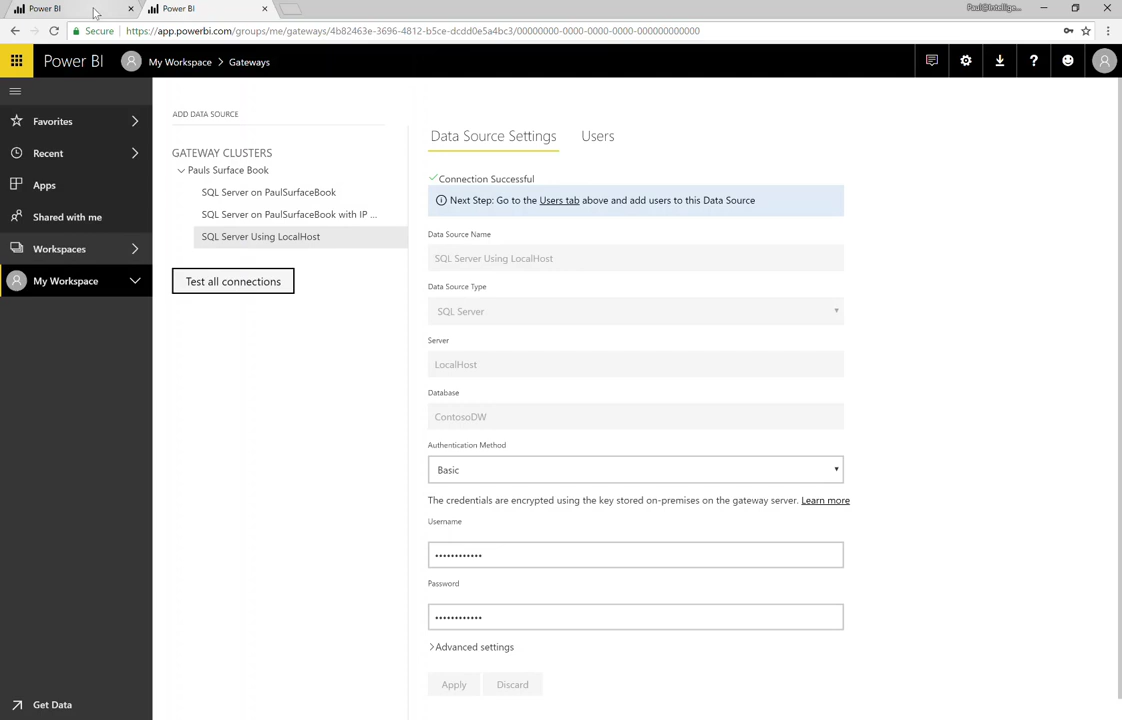 Power BI
Power BI
Paul@Intellige...
Secure
https://app.powerbi.com/groups/me/gateways/4b82463e-3696-4812-b5ce-dcdd0e5a4bc3/00000000-0000-0000-0000-000000000000
Power BI
My Workspace > Gateways
Favorites
Recent
Apps
Shared with me
Workspaces
My Workspace
Get Data
ADD DATA SOURCE
GATEWAY CLUSTERS
Pauls Surface Book
SQL Server on PaulSurfaceBook
SQL Server on PaulSurfaceBook with IP ...
SQL Server Using LocalHost
Test all connections
Data Source Settings
Users
Connection Successful
Next Step: Go to the Users tab above and add users to this Data Source
Data Source Name
SQL Server Using LocalHost
Data Source Type
SQL Server
Server
LocalHost
Database
ContosoDW
Authentication Method
Basic
The credentials are encrypted using the key stored on-premises on the gateway server. Learn more
Username
••••••••••••
Password
••••••••••••
Advanced settings
Apply
Discard